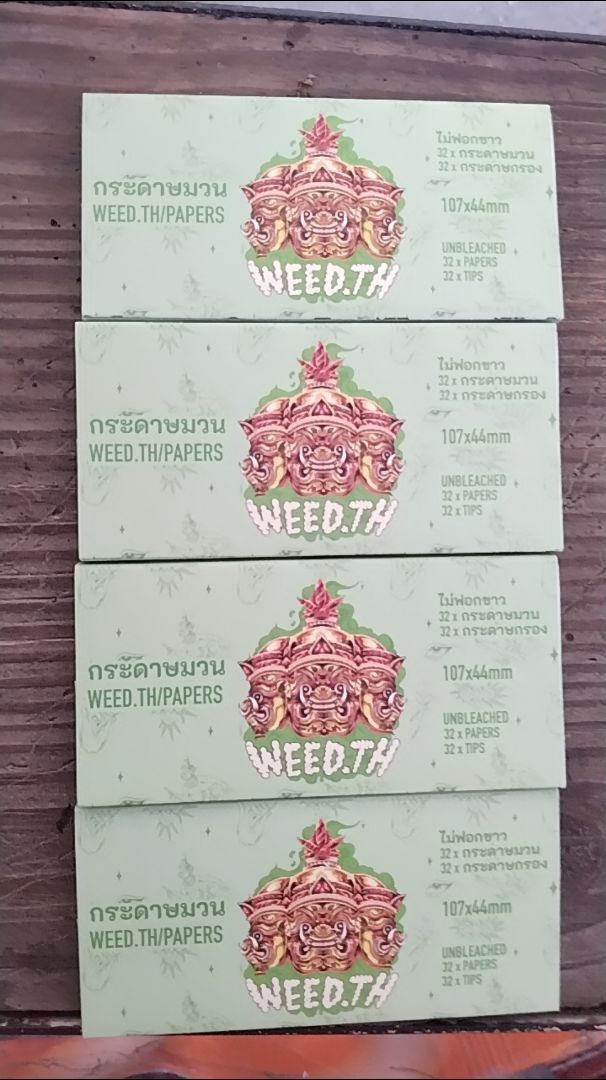 กระดาษมวน
WEED.TH/PAPERS
WEED.TH
ไม่ฟอกขาว
32 x กระดาษมวน
32 x กระดาษกรอง
107x44mm
UNBLEACHED
32 x PAPERS
32 x TIPS
กระดาษมวน
WEED.TH/PAPERS
WEED.TH
ไม่ฟอกขาว
32 x กระดาษมวน
32 x กระดาษกรอง
107x44mm
UNBLEACHED
32 x PAPERS
32 x TIPS
กระดาษมวน
WEED.TH/PAPERS
WEED.TH
ไม่ฟอกขาว
32 x กระดาษมวน
32 x กระดาษกรอง
107x44mm
UNBLEACHED
32 x PAPERS
32 x TIPS
กระดาษมวน
WEED.TH/PAPERS
WEED.TH
ไม่ฟอกขาว
32 x กระดาษมวน
32 x กระดาษกรอง
107x44mm
UNBLEACHED
32 x PAPERS
32 x TIPS